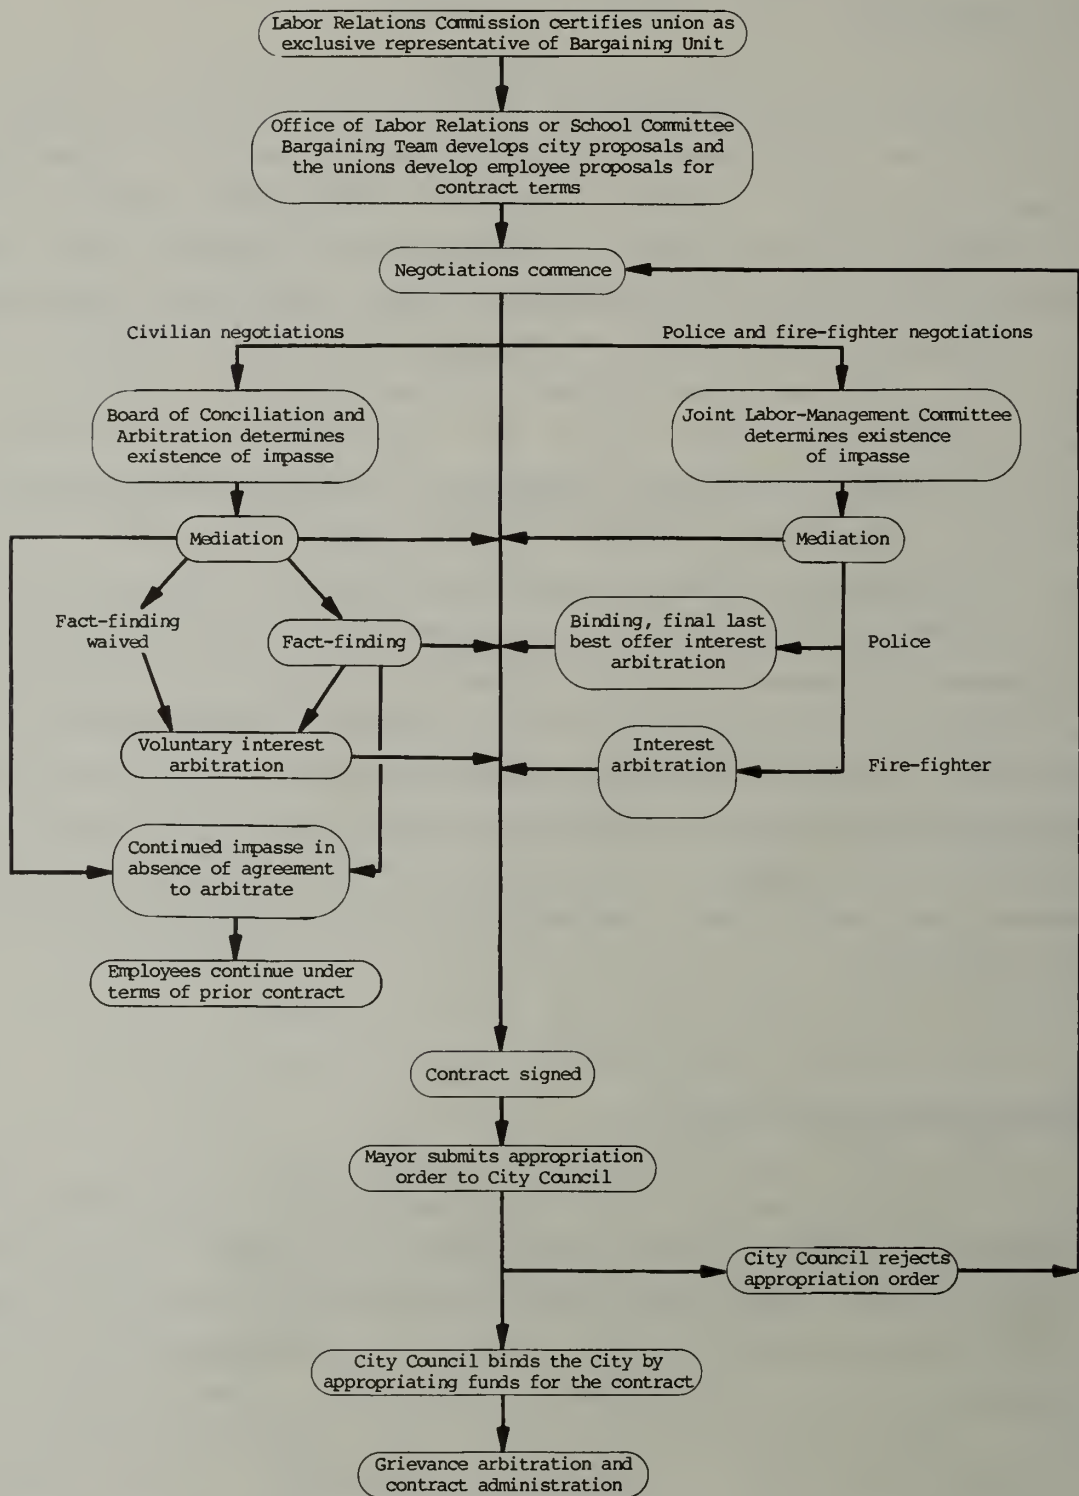 Labor Relations Commission certifies union as
exclusive representative of Bargaining Unit
Office of Labor Relations or School Committee
Bargaining Team develops city proposals and
the unions develop employee proposals for
contract terms
Negotiations commence
Civilian negotiations
Police and fire-fighter negotiations
Board of Conciliation and
Arbitration determines
existence of impasse
Joint Labor-Management Committee
determines existence
of impasse
Mediation
Mediation
Fact-finding
waived
Fact-finding
Binding, final last
best offer interest
arbitration
Police
Voluntary interest
arbitration
Interest
arbitration
Fire-fighter
Continued impasse in
absence of agreement
to arbitrate
Employees continue under
terms of prior contract
Contract signed
Mayor submits appropriation
order to City Council
City Council rejects
appropriation order
City Council binds the City by
appropriating funds for the contract
Grievance arbitration and
contract administration